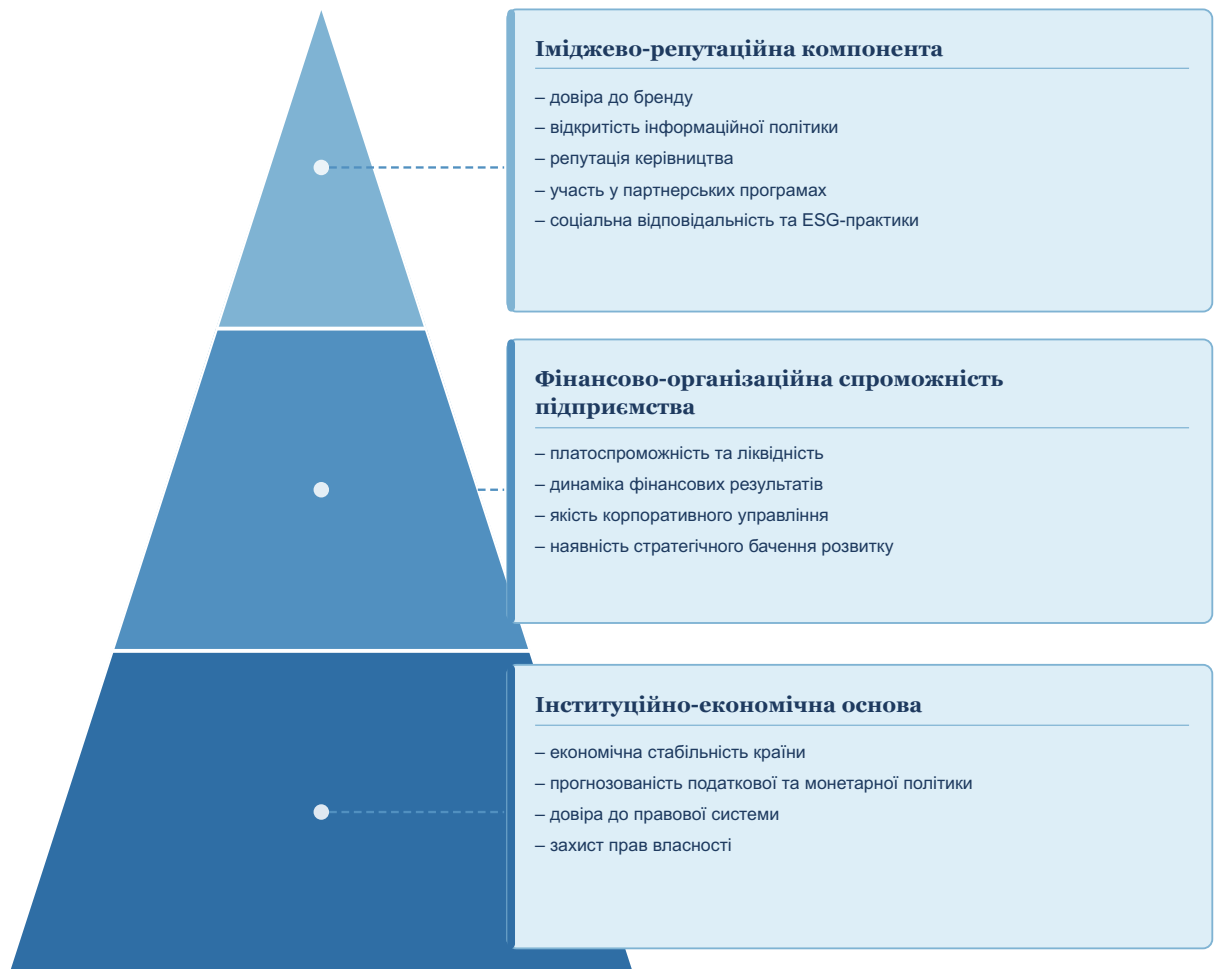 Іміджево-репутаційна компонента
– довіра до бренду
– відкритість інформаційної політики
– репутація керівництва
– участь у партнерських програмах
– соціальна відповідальність та ESG-практики
Фінансово-організаційна спроможність
підприємства
– платоспроможність та ліквідність
– динаміка фінансових результатів
– якість корпоративного управління
– наявність стратегічного бачення розвитку
Інституційно-економічна основа
– економічна стабільність країни
– прогнозованість податкової та монетарної політики
– довіра до правової системи
– захист прав власності